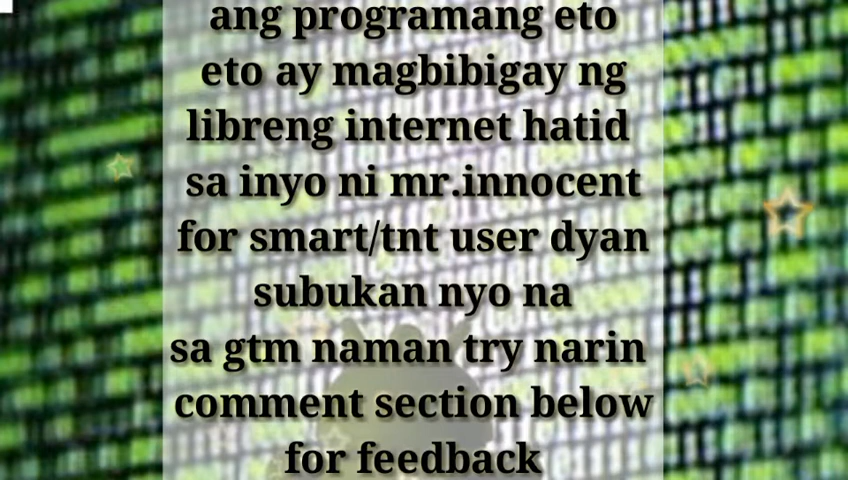 ang programang eto
eto ay magbibigay ng
libreng internet hatid
sa inyo ni mr.innocent
for smart/tnt user dyan
subukan nyo na
sa gtm naman try narin
comment section below
for feedback